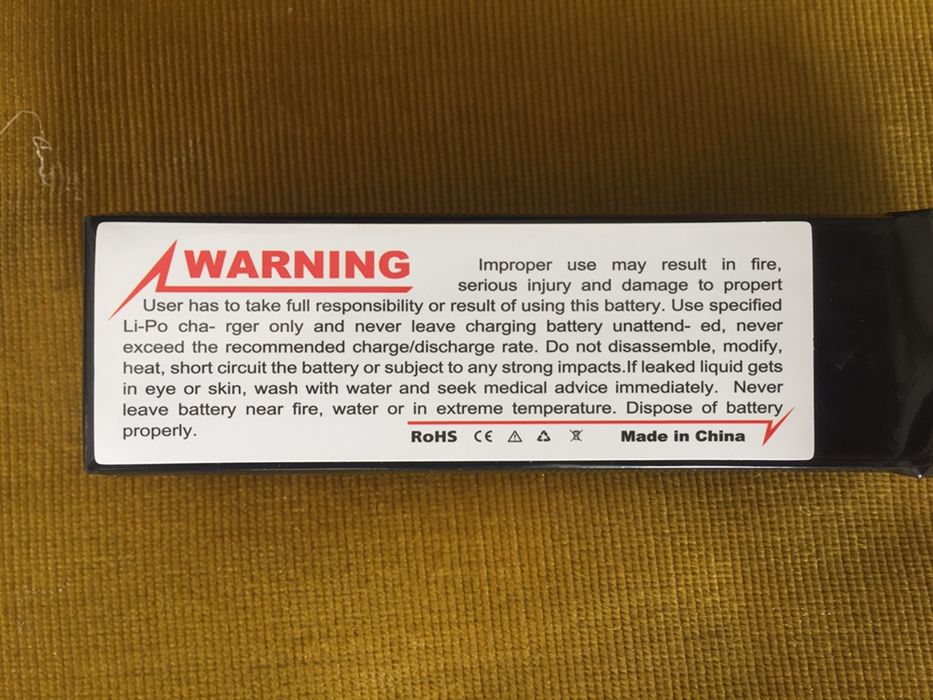 WARNING
Improper use may result in fire,
serious injury and damage to propert
User has to take full responsibility or result of using this battery. Use specified
Li-Po cha- rger only and never leave charging battery unattend- ed, never
exceed the recommended charge/discharge rate. Do not disassemble, modify,
heat, short circuit the battery or subject to any strong impacts.If leaked liquid gets
in eye or skin, wash with water and seek medical advice immediately. Never
leave battery near fire, water or in extreme temperature. Dispose of battery
properly.
RoHS CE Made in China